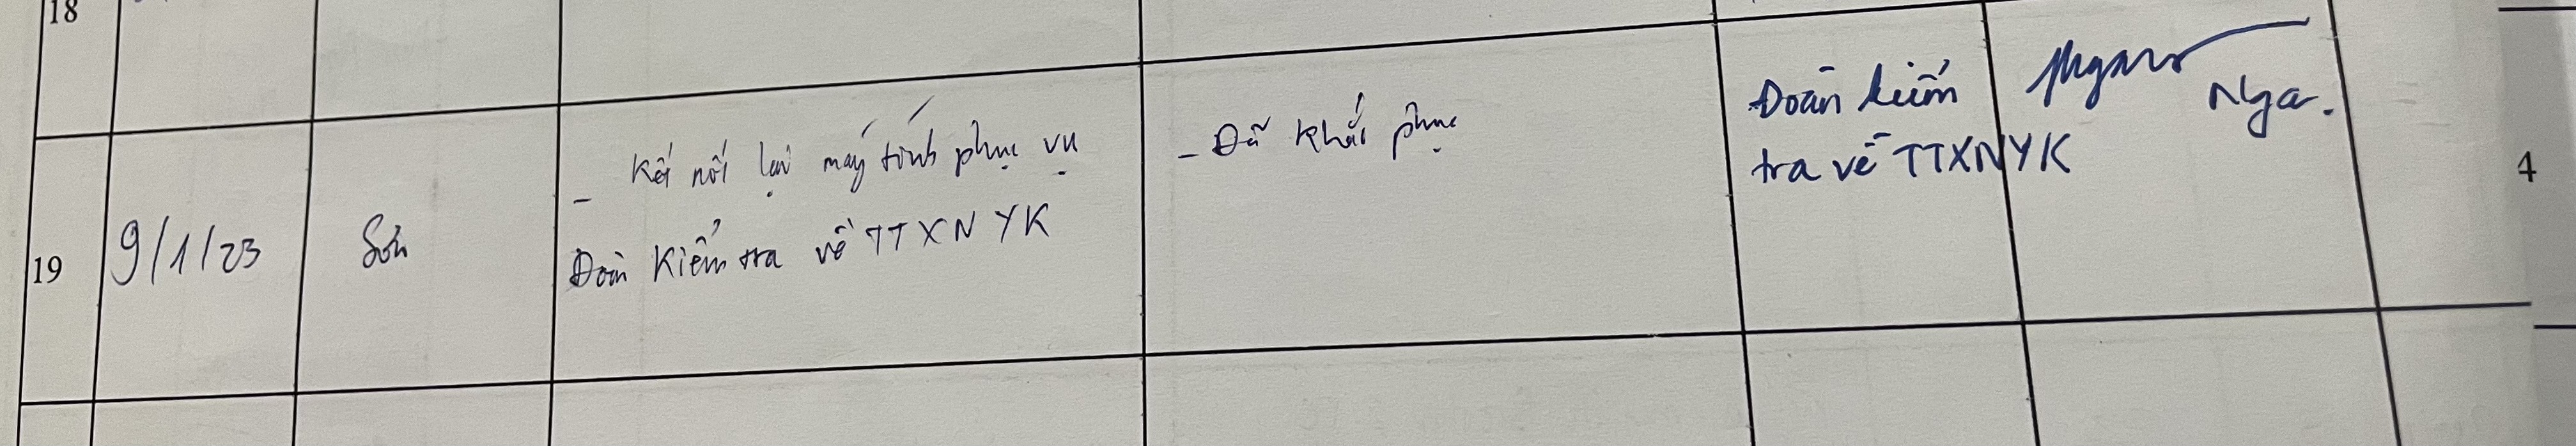 18
19
9/1/23
Sơn
- Kết nối lại máy tính phục vụ
Đoàn kiểm tra về TTXNYK
- Đã khắc phục
Đoàn kiểm
tra về TTXNYK
Nga.
4